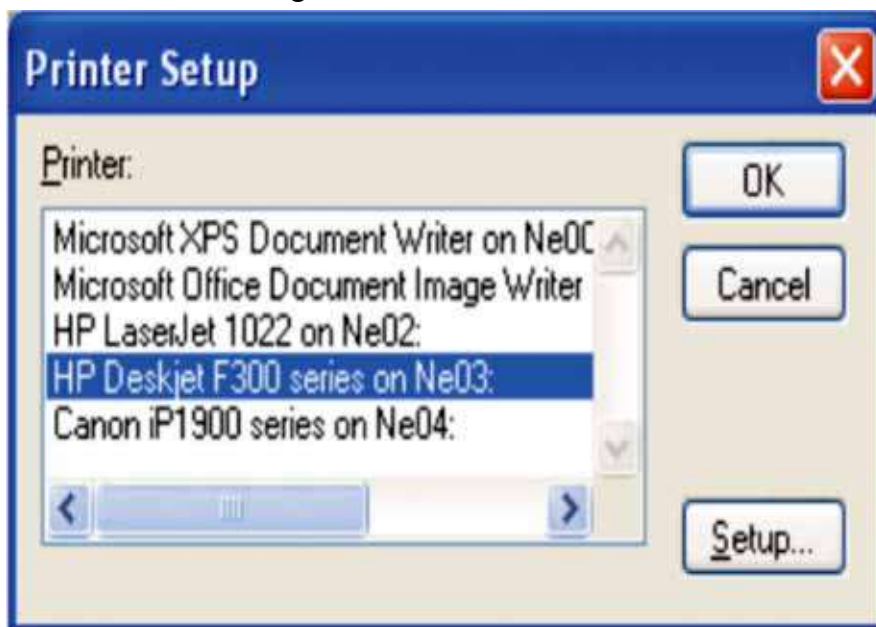 Printer Setup
Printer:
Microsoft XPS Document Writer on Ne0
Microsoft Office Document Image Writer
HP LaserJet 1022 on Ne02:
HP Deskjet F300 series on Ne03:
Canon iP1900 series on Ne04:
OK
Cancel
Setup...